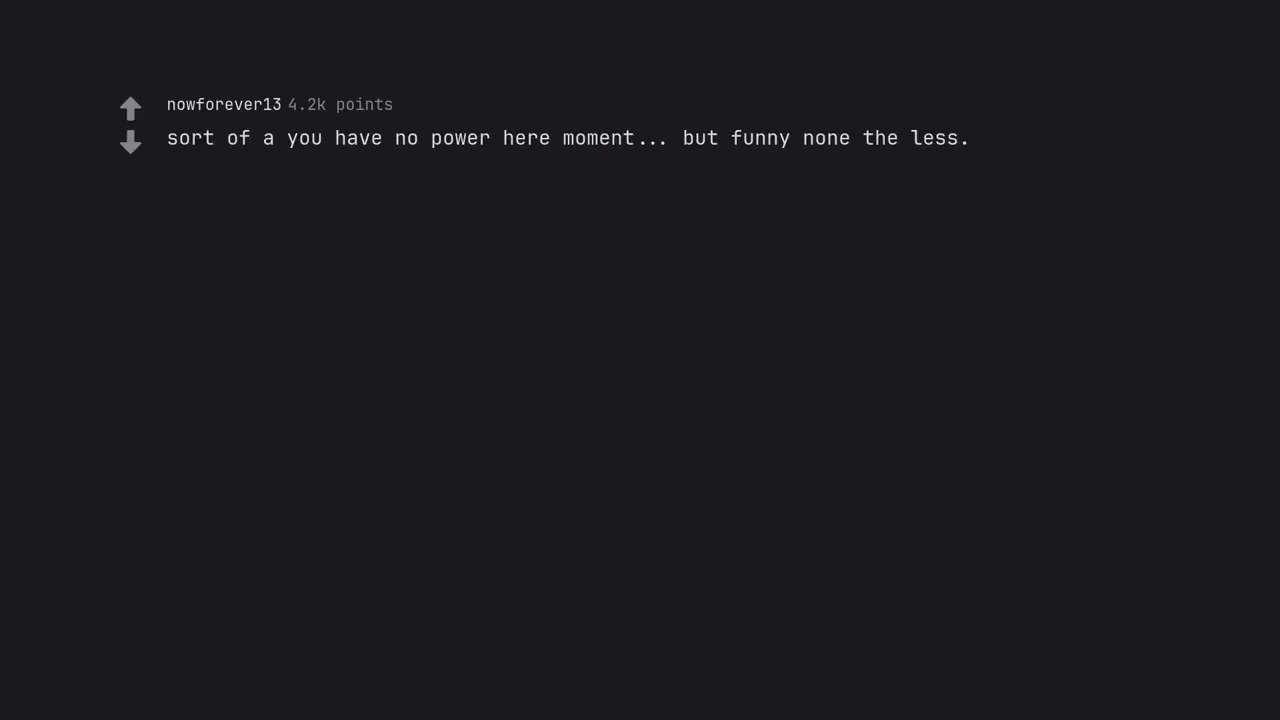 nowforever13 4.2k points
sort of a you have no power here moment... but funny none the less.